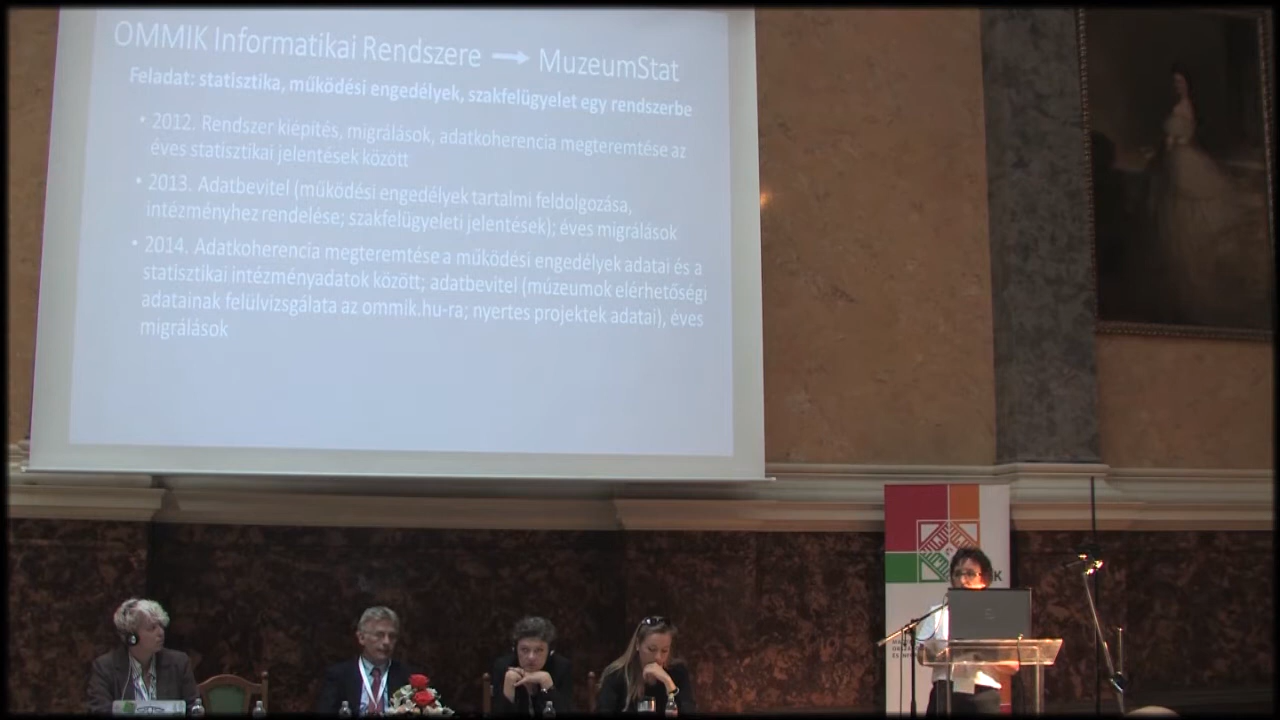 OMMIK Informatikai Rendszere → MuzeumStat
Feladat: statisztika, működési engedélyek, szakfelügyelet egy rendszerbe
• 2012. Rendszer kiépítés, migrálások, adatkoherencia megteremtése az
éves statisztikai jelentések között
• 2013. Adatbevitel (működési engedélyek tartalmi feldolgozása,
intézményhez rendelése; szakfelügyeleti jelentések); éves migrálások
• 2014. Adatkoherencia megteremtése a működési engedélyek adatai és a
statisztikai intézményadatok között; adatbevitel (múzeumok elérhetőségi
adatainak felülvizsgálata az ommik.hu-ra; nyertes projektek adatai), éves
migrálások